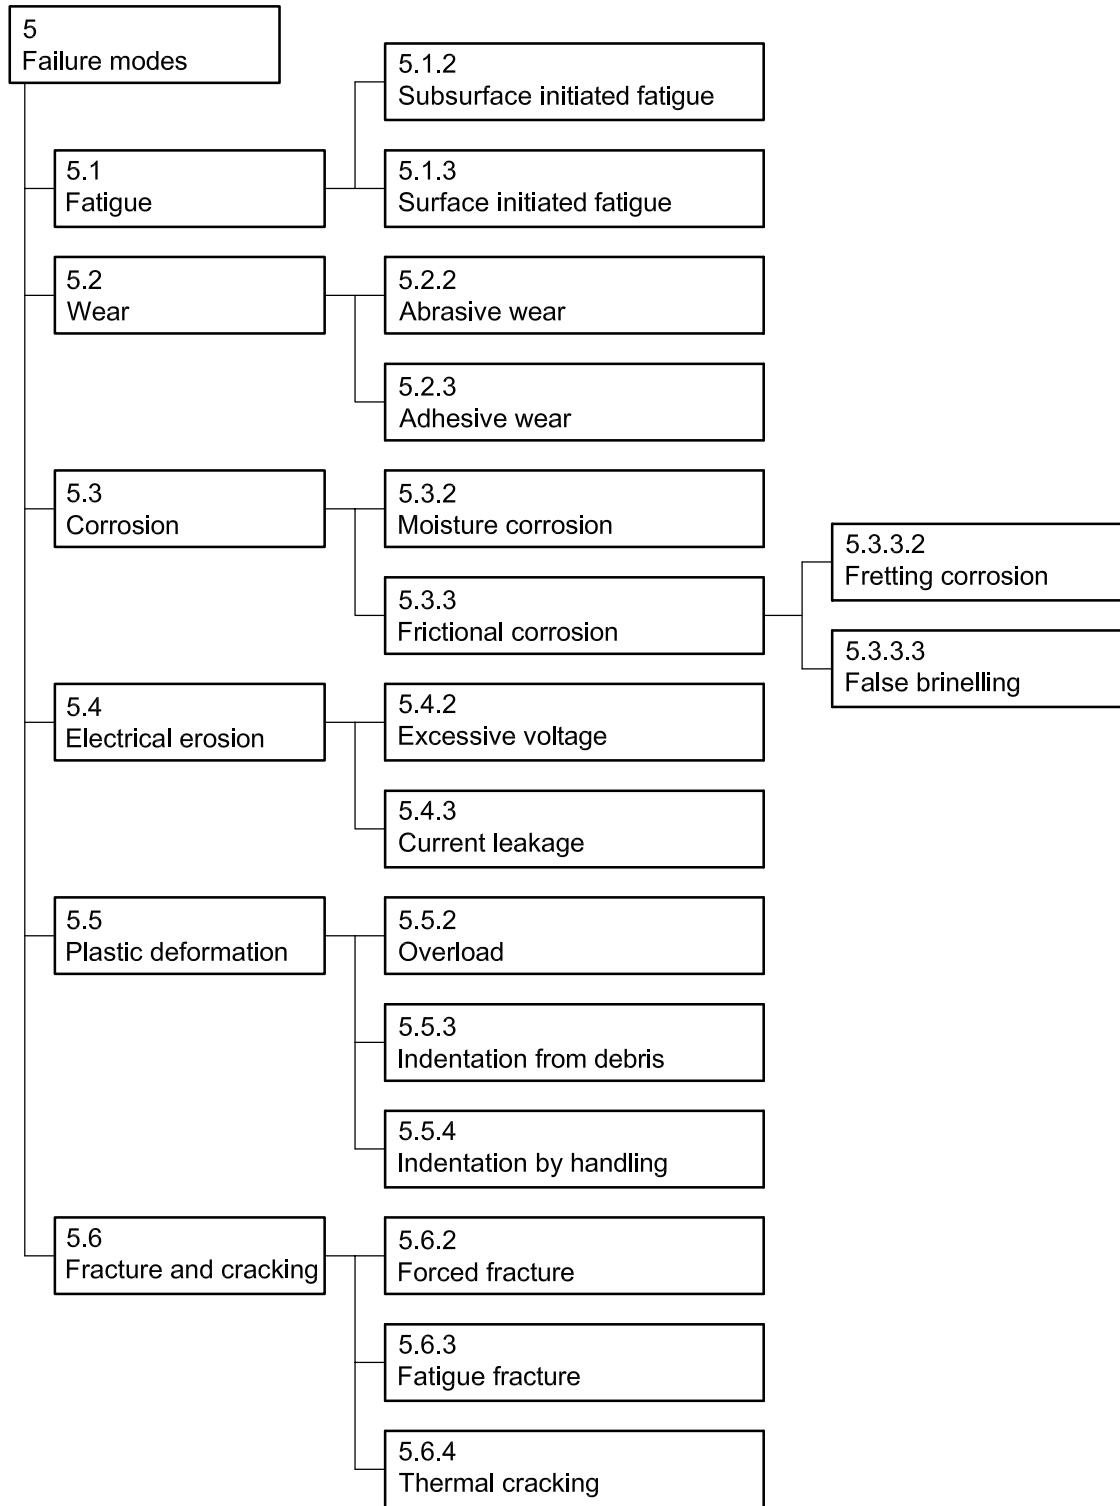 5
Failure modes
5.1.2
Subsurface initiated fatigue
5.1
Fatigue
5.1.3
Surface initiated fatigue
5.2
Wear
5.2.2
Abrasive wear
5.2.3
Adhesive wear
5.3
Corrosion
5.3.2
Moisture corrosion
5.3.3
Frictional corrosion
5.3.3.2
Fretting corrosion
5.3.3.3
False brinelling
5.4
Electrical erosion
5.4.2
Excessive voltage
5.4.3
Current leakage
5.5
Plastic deformation
5.5.2
Overload
5.5.3
Indentation from debris
5.5.4
Indentation by handling
5.6
Fracture and cracking
5.6.2
Forced fracture
5.6.3
Fatigue fracture
5.6.4
Thermal cracking